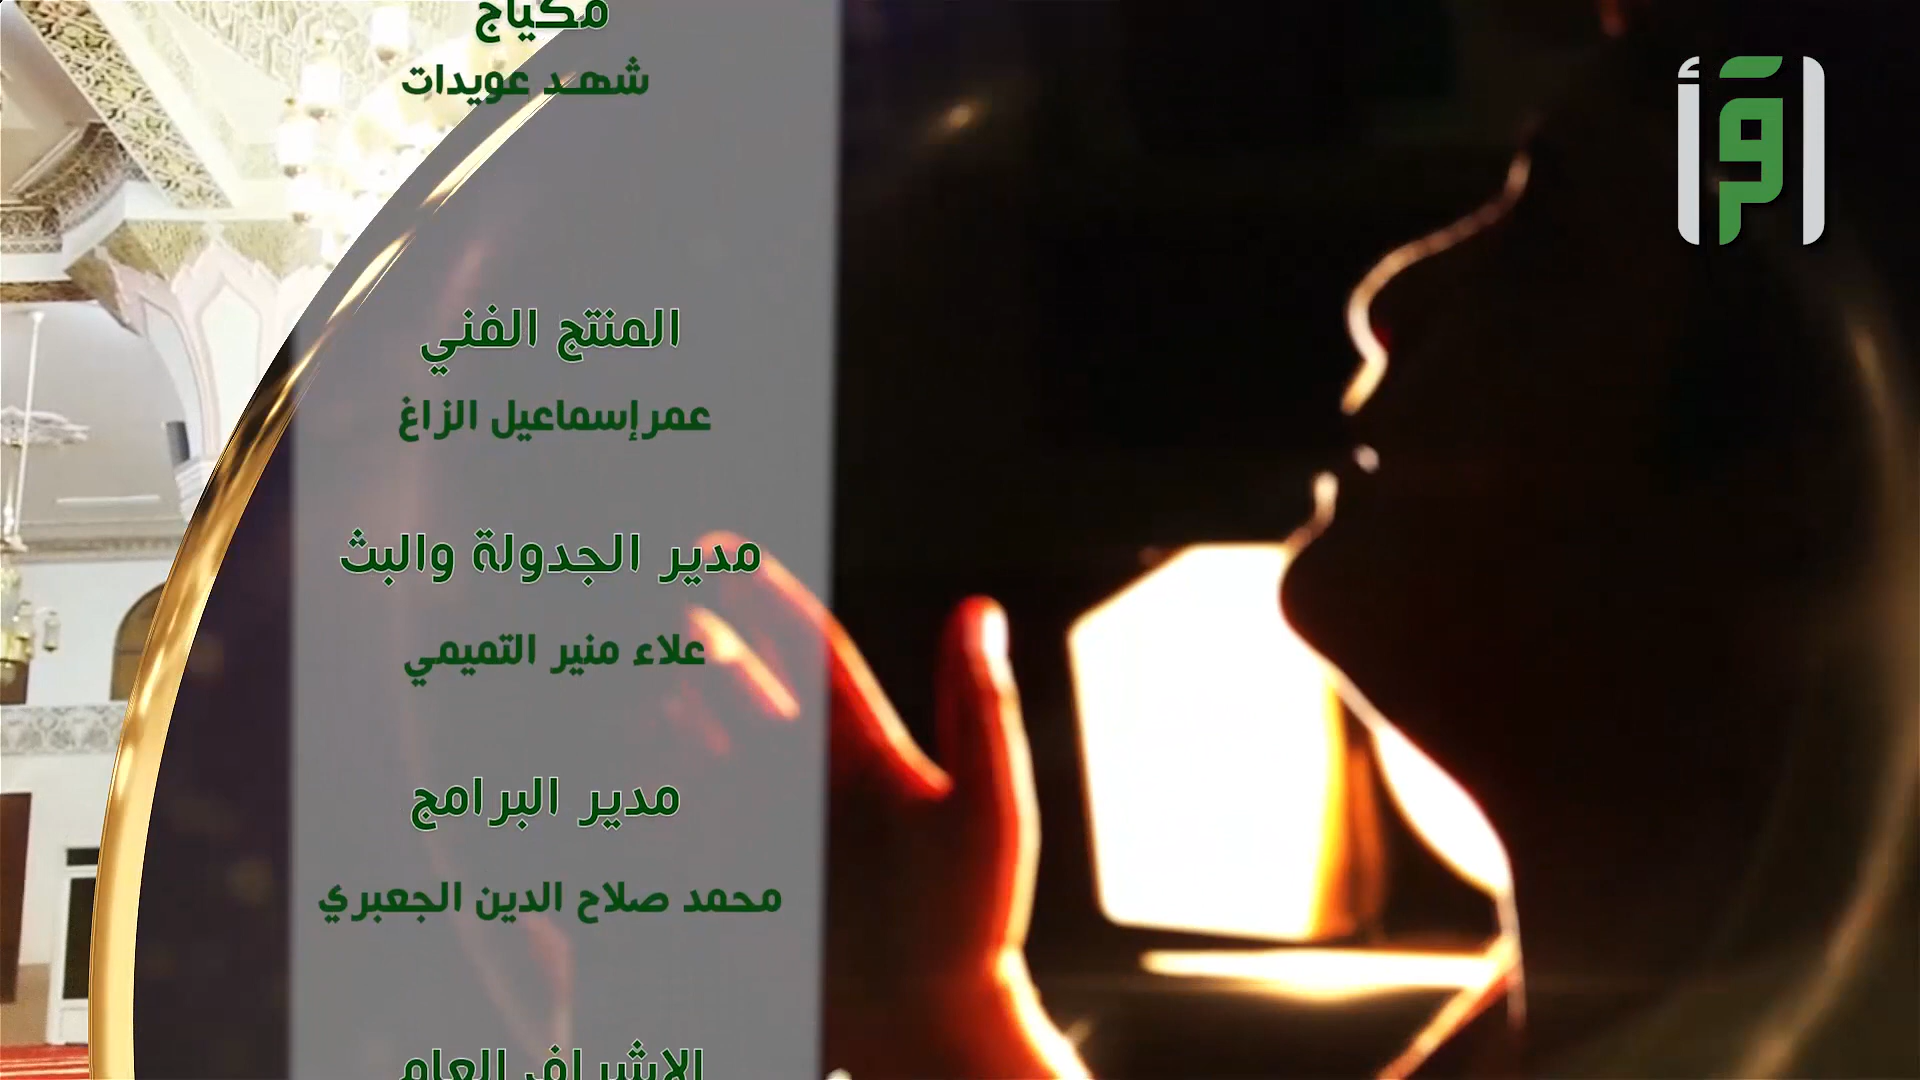 مكياج
شهد عويدات
المنتج الفني
عمر إسماعيل الزاغ
مدير الجدولة والبث
علاء منير التميمي
مدير البرامج
محمد صلاح الدين الجعبري
الإشراف العام
اقرأ